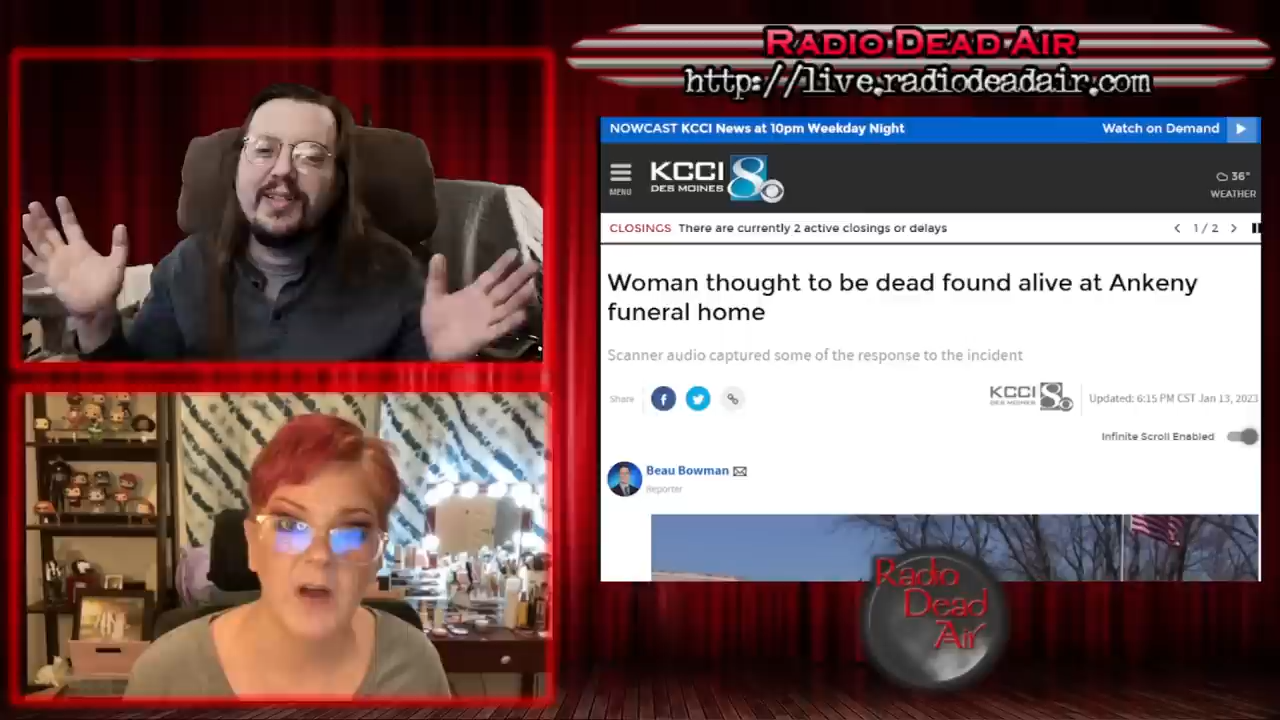 Radio Dead Air
http://live.radiodeadair.com
NOWCAST KCCI News at 10pm Weekday Night
Watch on Demand
MENU
KCCI 8
DES MOINES
36°
WEATHER
CLOSINGS There are currently 2 active closings or delays
1 / 2
Woman thought to be dead found alive at Ankeny
funeral home
Scanner audio captured some of the response to the incident
Share
KCCI 8
DES MOINES
Updated: 6:15 PM CST Jan 13, 2023
Infinite Scroll Enabled
Beau Bowman
Reporter
Radio
Dead
Air